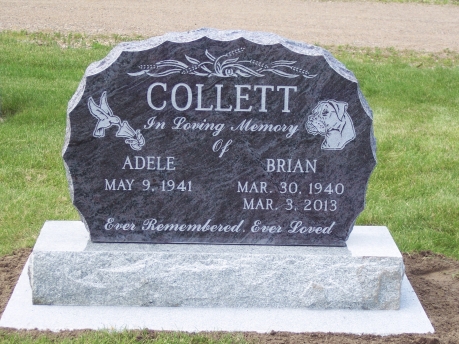 COLLETT
In Loving Memory
Of
ADELE BRIAN
MAY 9, 1941 MAR. 30, 1940
MAR. 3, 2013
Ever Remembered, Ever Loved